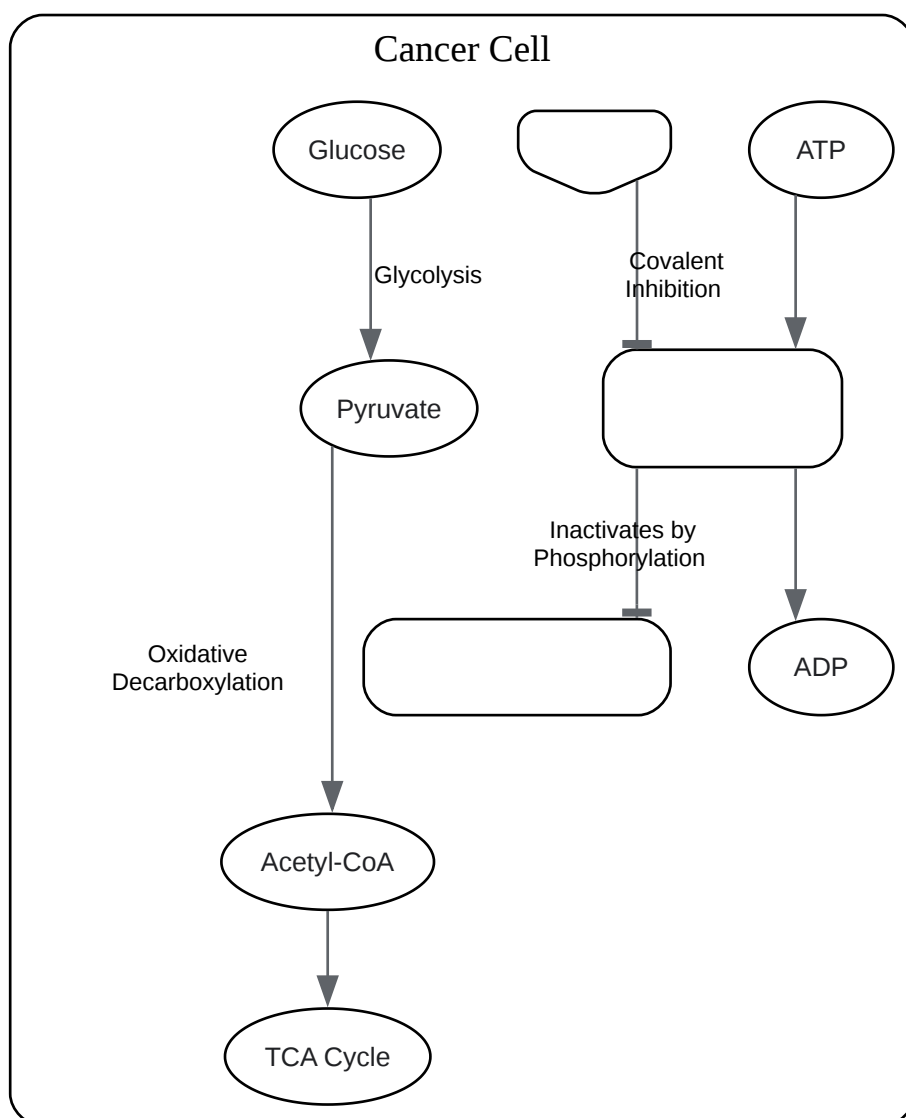 Cancer Cell
Glucose
ATP
Glycolysis
Covalent
Inhibition
Pyruvate
Inactivates by
Phosphorylation
Oxidative
Decarboxylation
ADP
Acetyl-CoA
TCA Cycle